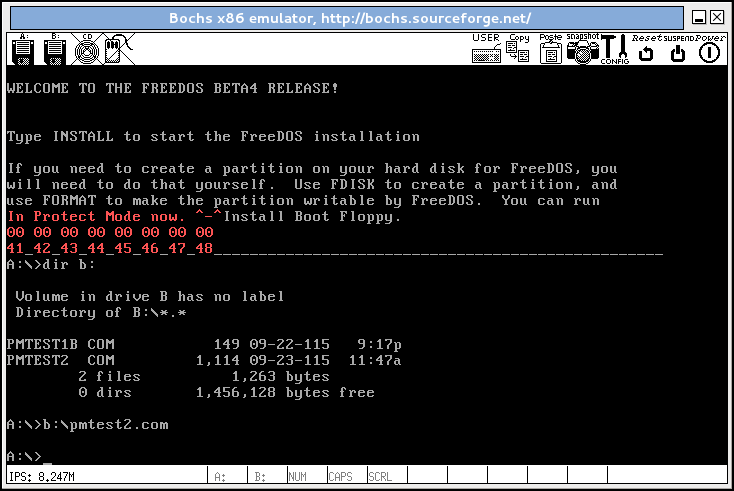 Bochs x86 emulator, http://bochs.sourceforge.net/
A: B: CD USER Copy Paste snapshot CONFIG Reset SUSPEND Power
WELCOME TO THE FREEDOS BETA4 RELEASE!
Type INSTALL to start the FreeDOS installation
If you need to create a partition on your hard disk for FreeDOS, you
will need to do that yourself.  Use FDISK to create a partition, and
use FORMAT to make the partition writable by FreeDOS.  You can run
In Protect Mode now. ^-^Install Boot Floppy.
00 00 00 00 00 00 00 00
41_42_43_44_45_46_47_48__________________________________________________
A:\>dir b:
Volume in drive B has no label
Directory of B:\*.*
PMTEST1B COM           149 09-22-115   9:17p
PMTEST2  COM         1,114 09-23-115  11:47a
2 files          1,263 bytes
0 dirs       1,456,128 bytes free
A:\>b:\pmtest2.com
A:\>_
IPS: 8.247M A: B: NUM CAPS SCRL